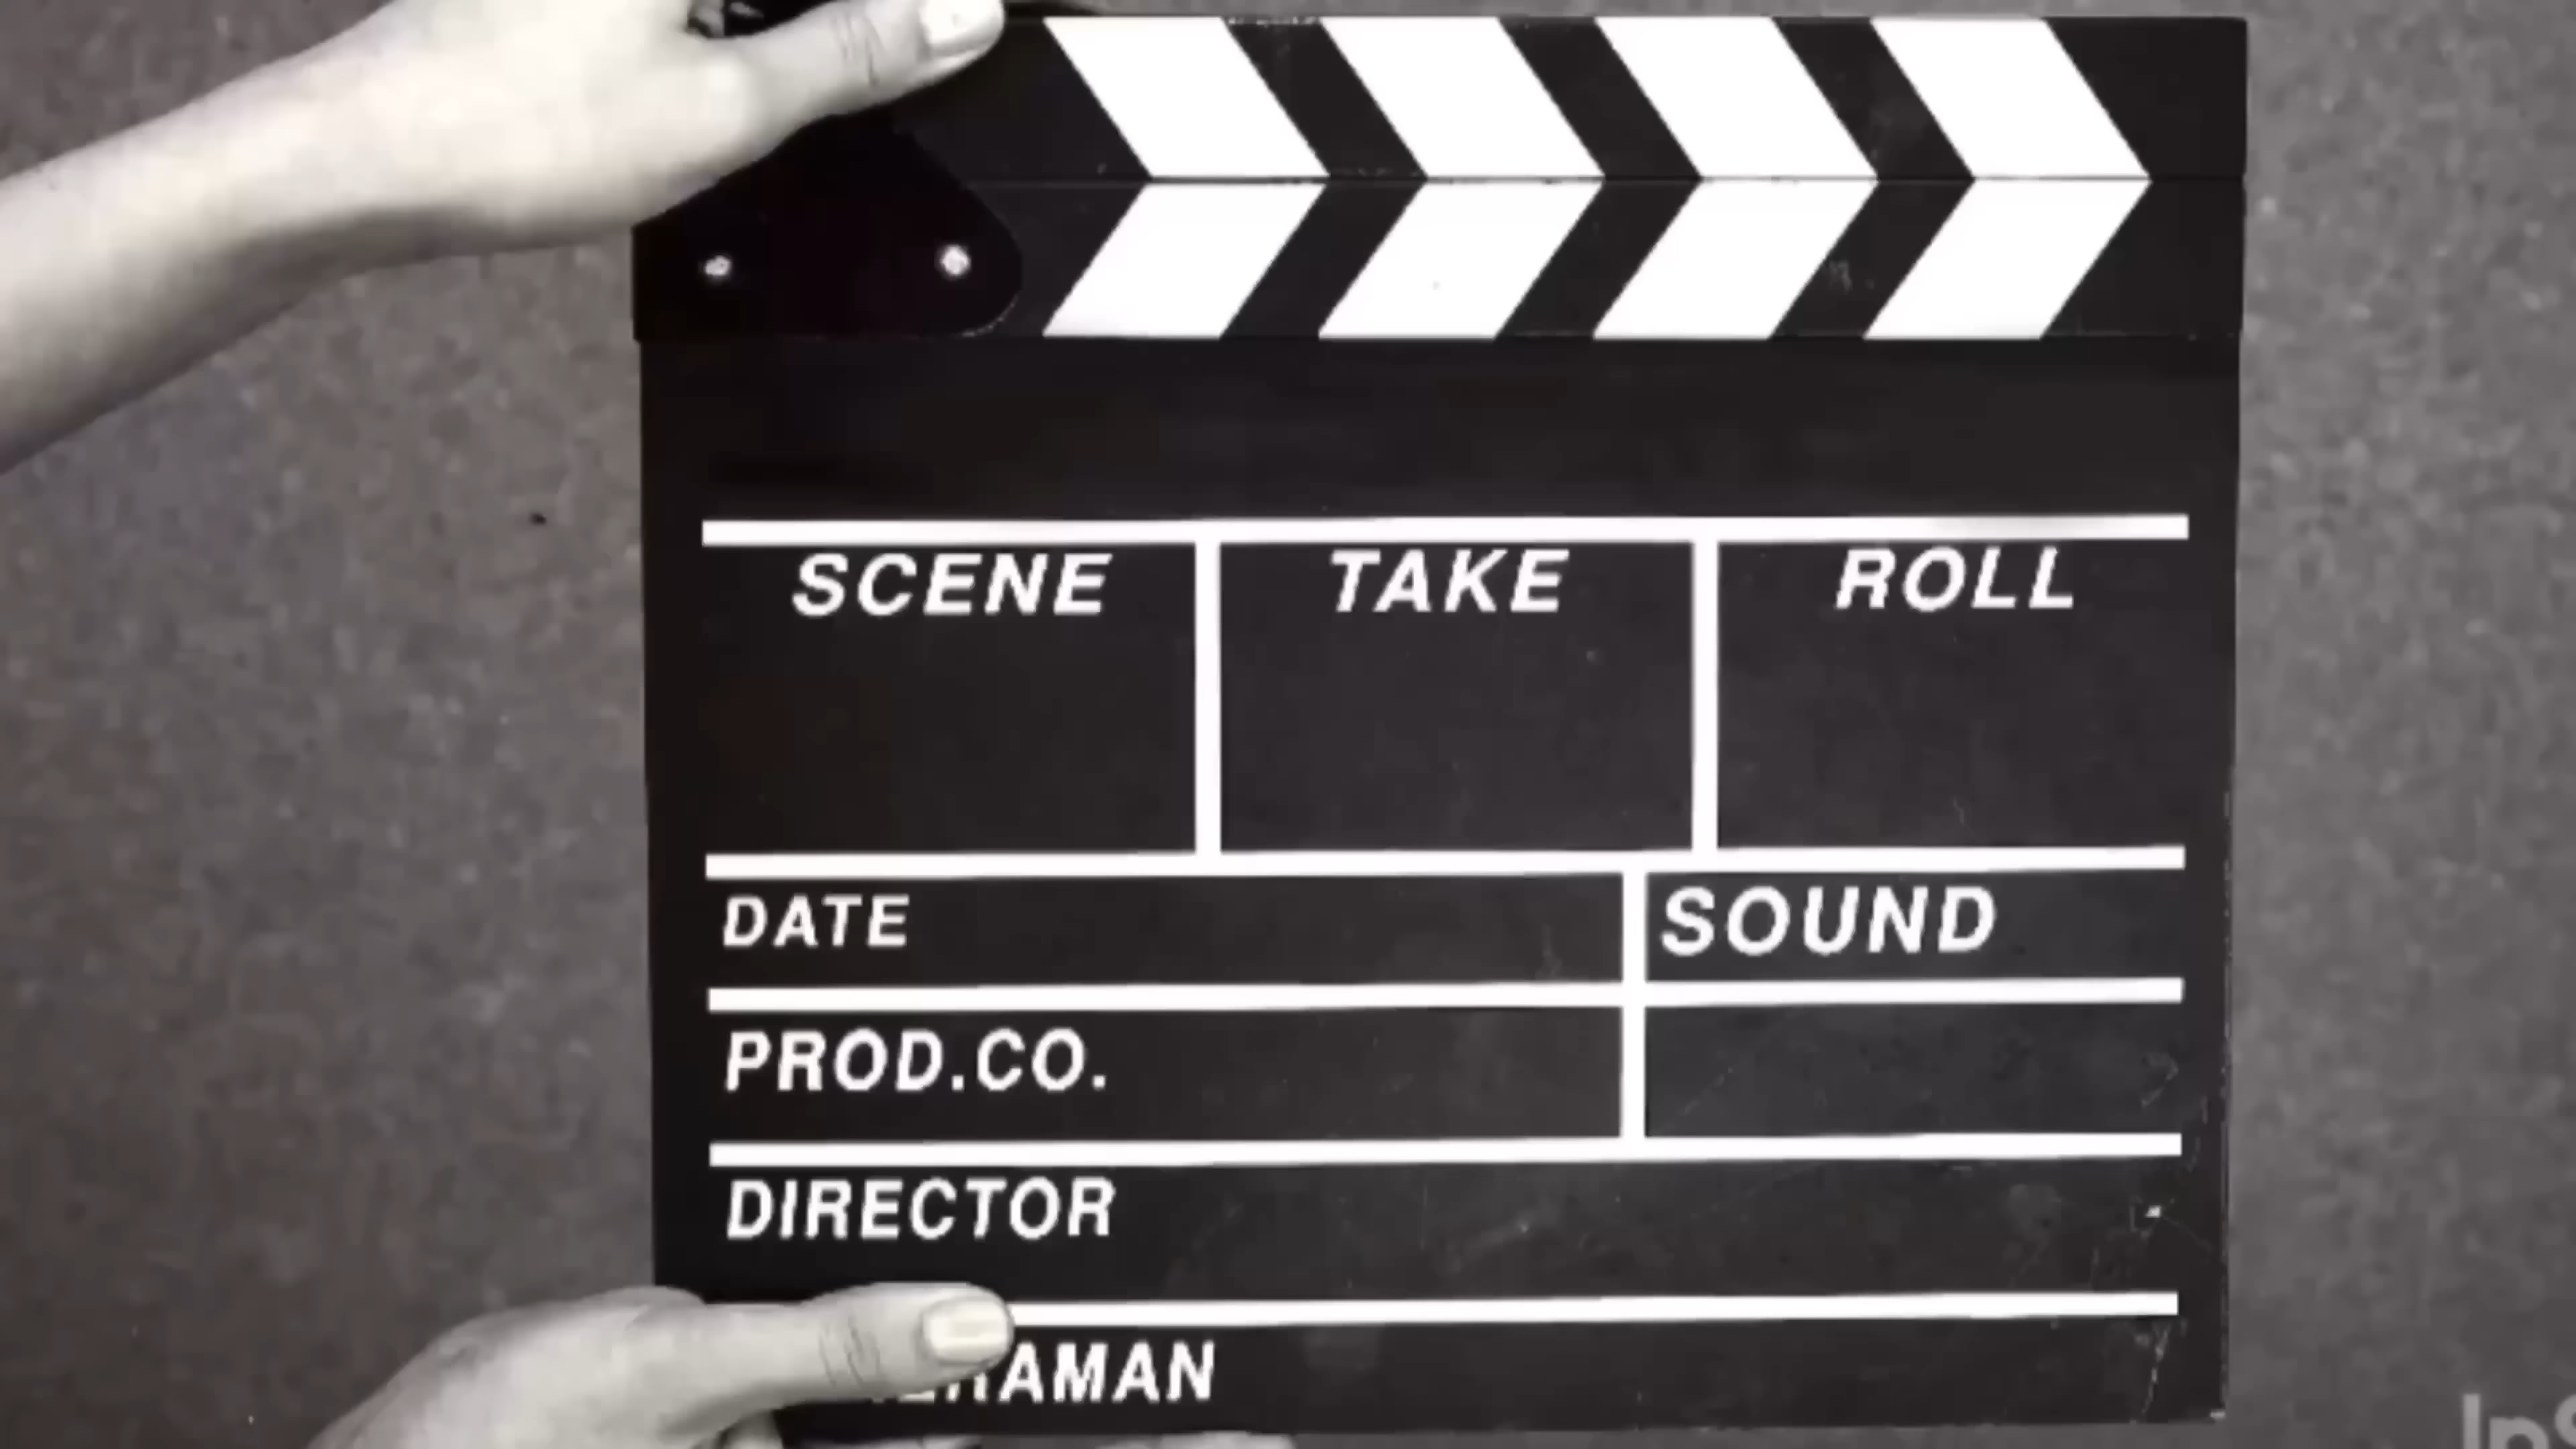 SCENE TAKE ROLL
DATE SOUND
PROD.CO.
DIRECTOR